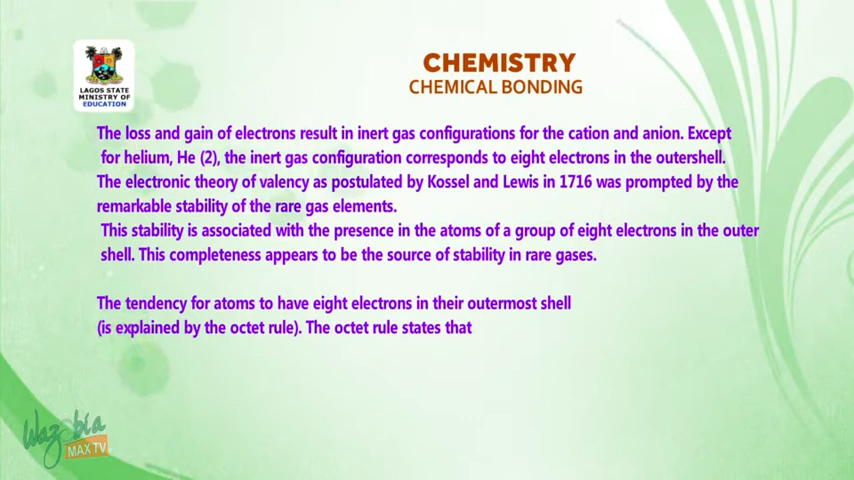 LAGOS STATE
MINISTRY OF
EDUCATION
CHEMISTRY
CHEMICAL BONDING
The loss and gain of electrons result in inert gas configurations for the cation and anion. Except
for helium, He (2), the inert gas configuration corresponds to eight electrons in the outershell.
The electronic theory of valency as postulated by Kossel and Lewis in 1716 was prompted by the
remarkable stability of the rare gas elements.
This stability is associated with the presence in the atoms of a group of eight electrons in the outer
shell. This completeness appears to be the source of stability in rare gases.
The tendency for atoms to have eight electrons in their outermost shell
(is explained by the octet rule). The octet rule states that
Wazobia
MAX TV